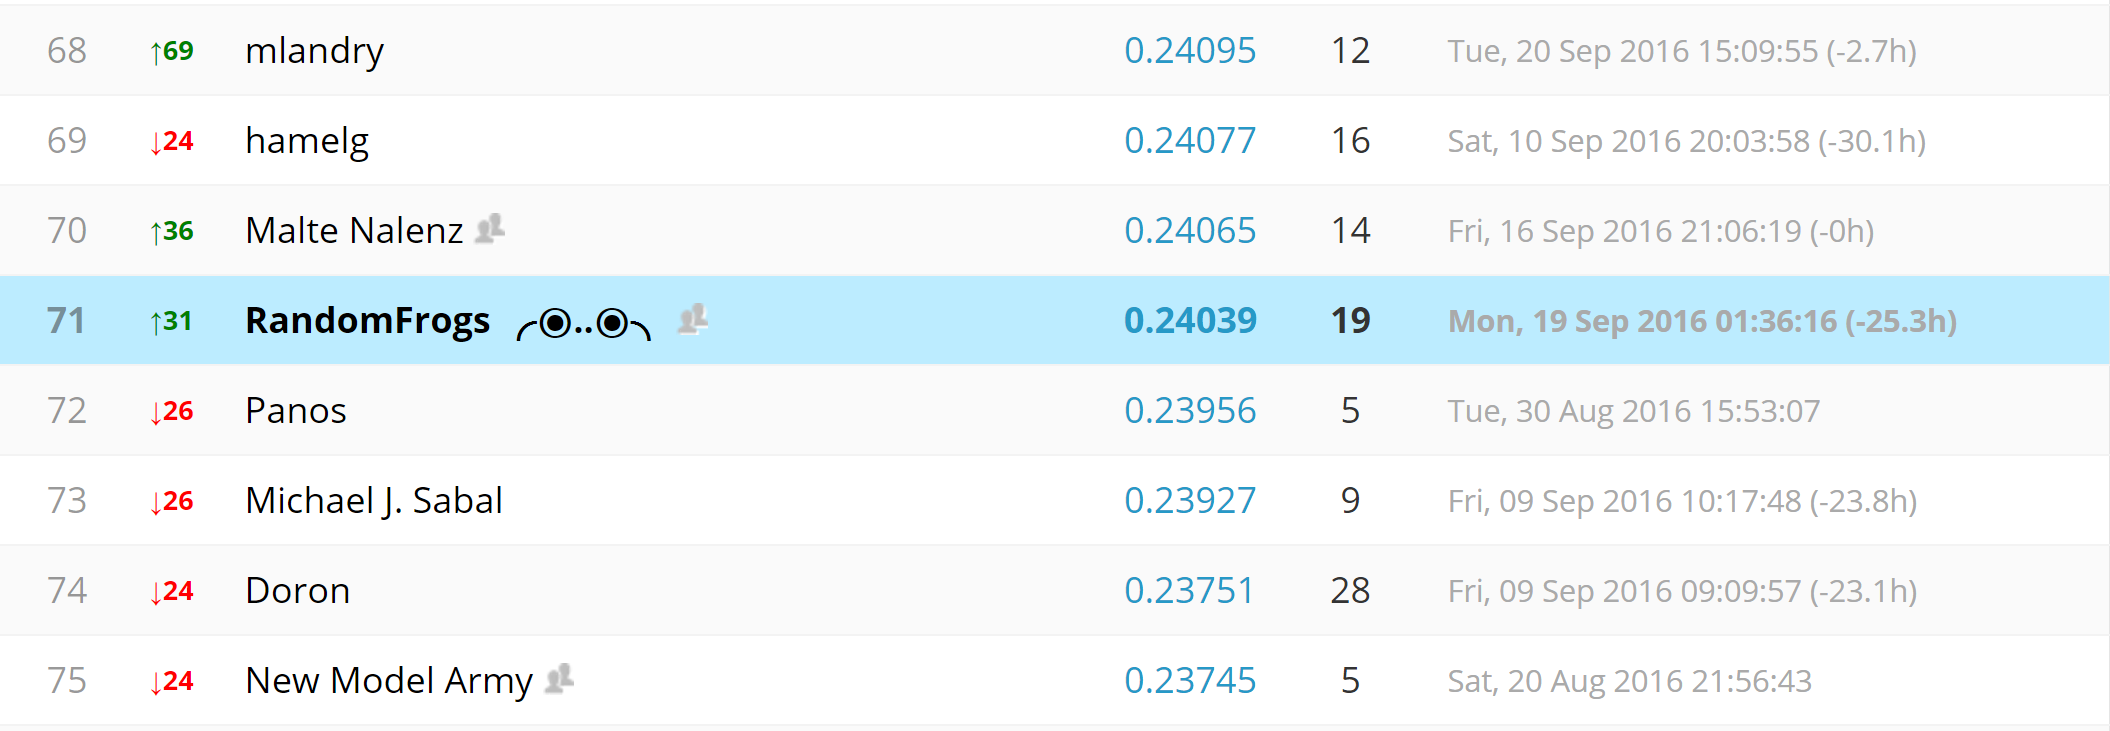 68 ↑69 mlandry 0.24095 12 Tue, 20 Sep 2016 15:09:55 (-2.7h)
69 ↓24 hamelg 0.24077 16 Sat, 10 Sep 2016 20:03:58 (-30.1h)
70 ↑36 Malte Nalenz 0.24065 14 Fri, 16 Sep 2016 21:06:19 (-0h)
71 ↑31 RandomFrogs ╭◉..◉╮ 0.24039 19 Mon, 19 Sep 2016 01:36:16 (-25.3h)
72 ↓26 Panos 0.23956 5 Tue, 30 Aug 2016 15:53:07
73 ↓26 Michael J. Sabal 0.23927 9 Fri, 09 Sep 2016 10:17:48 (-23.8h)
74 ↓24 Doron 0.23751 28 Fri, 09 Sep 2016 09:09:57 (-23.1h)
75 ↓24 New Model Army 0.23745 5 Sat, 20 Aug 2016 21:56:43